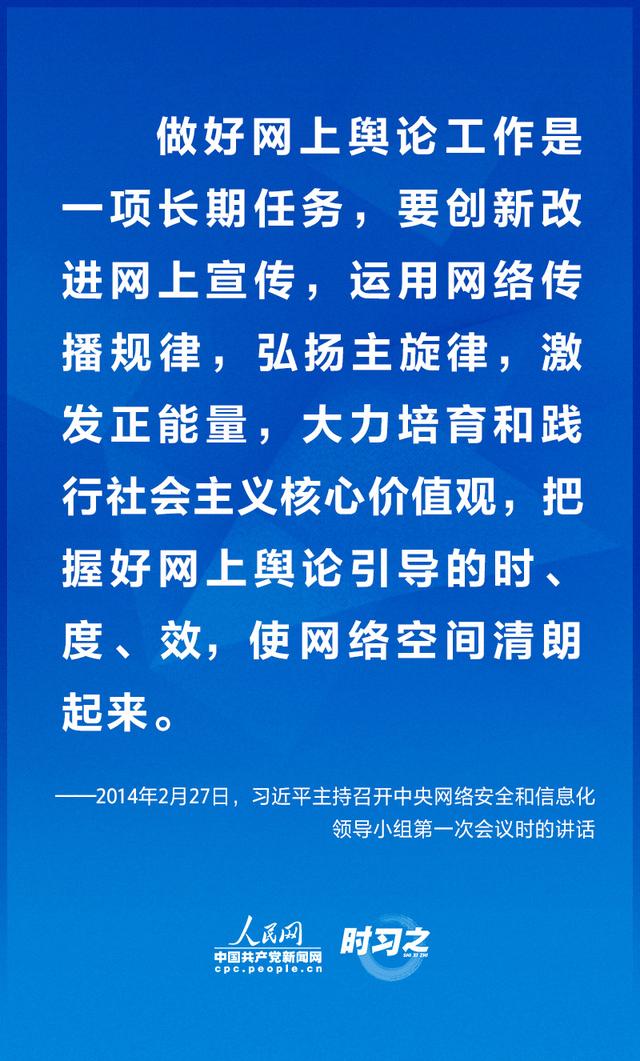 做好网上舆论工作是
一项长期任务，要创新改
进网上宣传，运用网络传
播规律，弘扬主旋律，激
发正能量，大力培育和践
行社会主义核心价值观，把
握好网上舆论引导的时、
度、效，使网络空间清朗
起来。
——2014年2月27日，习近平主持召开中央网络安全和信息化
领导小组第一次会议时的讲话
人民网
中国共产党新闻网
cpc.people.cn
时习之
SHI XI ZHI